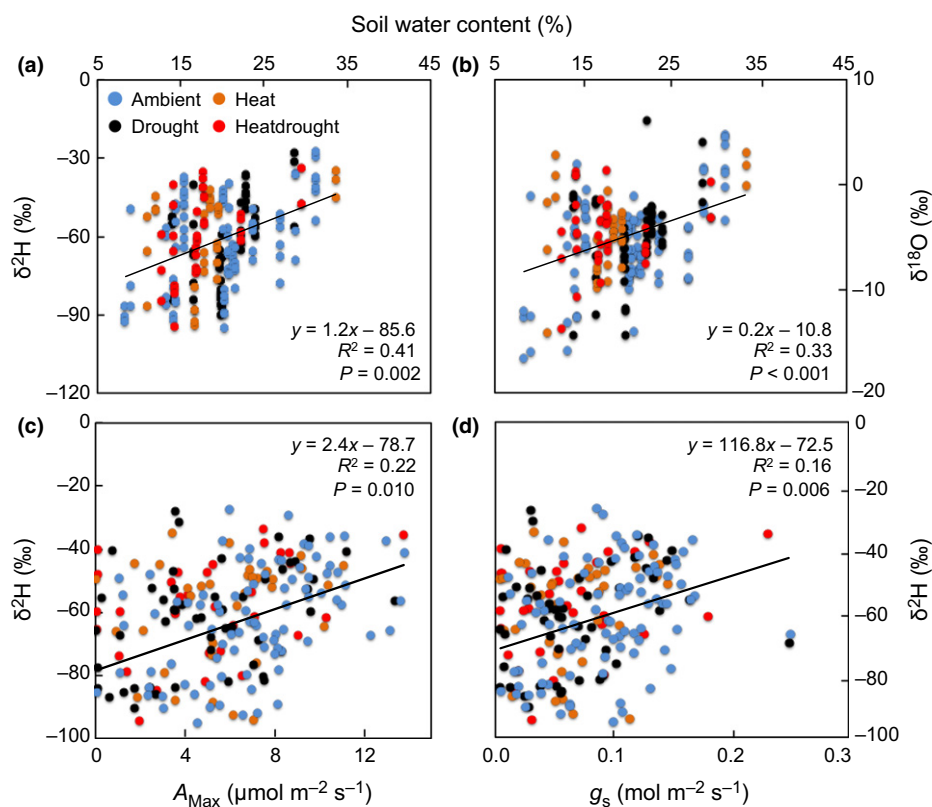 Soil water content (%)
(a) 5 15 25 35 45
(b) 5 15 25 35 45
0
−30
−60
−90
−120
δ²H (‰)
Ambient Heat
Drought Heatdrought
y = 1.2x − 85.6
R² = 0.41
P = 0.002
10
0
−10
−20
δ¹⁸O (‰)
y = 0.2x − 10.8
R² = 0.33
P < 0.001
(c)
0
−20
−40
−60
−80
−100
δ²H (‰)
y = 2.4x − 78.7
R² = 0.22
P = 0.010
0 4 8 12
A_Max (µmol m⁻² s⁻¹)
(d)
y = 116.8x − 72.5
R² = 0.16
P = 0.006
0
−20
−40
−60
−80
−100
δ²H (‰)
0.0 0.1 0.2 0.3
g_s (mol m⁻² s⁻¹)